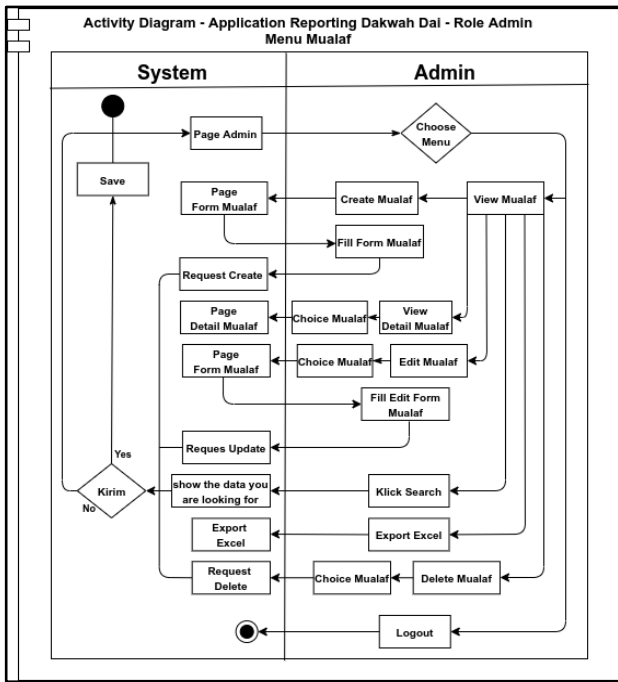 Activity Diagram - Application Reporting Dakwah Dai - Role Admin
Menu Mualaf
System
Admin
Page Admin
Choose
Menu
Save
Page
Form Mualaf
Create Mualaf
View Mualaf
Fill Form Mualaf
Request Create
Page
Detail Mualaf
Choice Mualaf
View
Detail Mualaf
Page
Form Mualaf
Choice Mualaf
Edit Mualaf
Fill Edit Form
Mualaf
Reques Update
Yes
Kirim
No
show the data you
are looking for
Klick Search
Export
Excel
Export Excel
Request
Delete
Choice Mualaf
Delete Mualaf
Logout